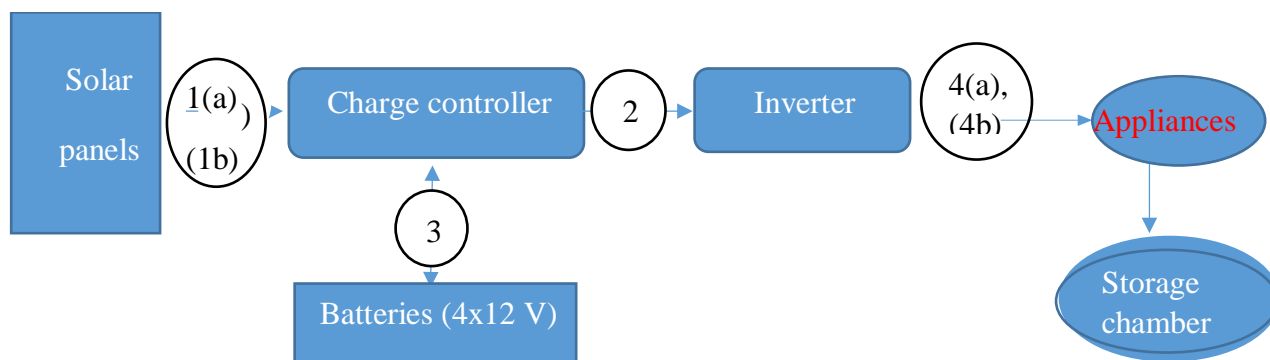 Solar
panels
1(a) )
(1b)
Charge controller
2
Inverter
4(a),
(4b)
Appliances
3
Batteries (4x12 V)
Storage
chamber